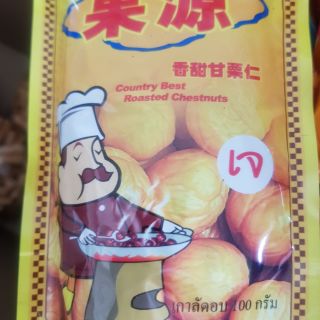 菓源
香甜甘栗仁
Country Best
Roasted Chestnuts
เจ
เกาลัดอบ 100 กรัม